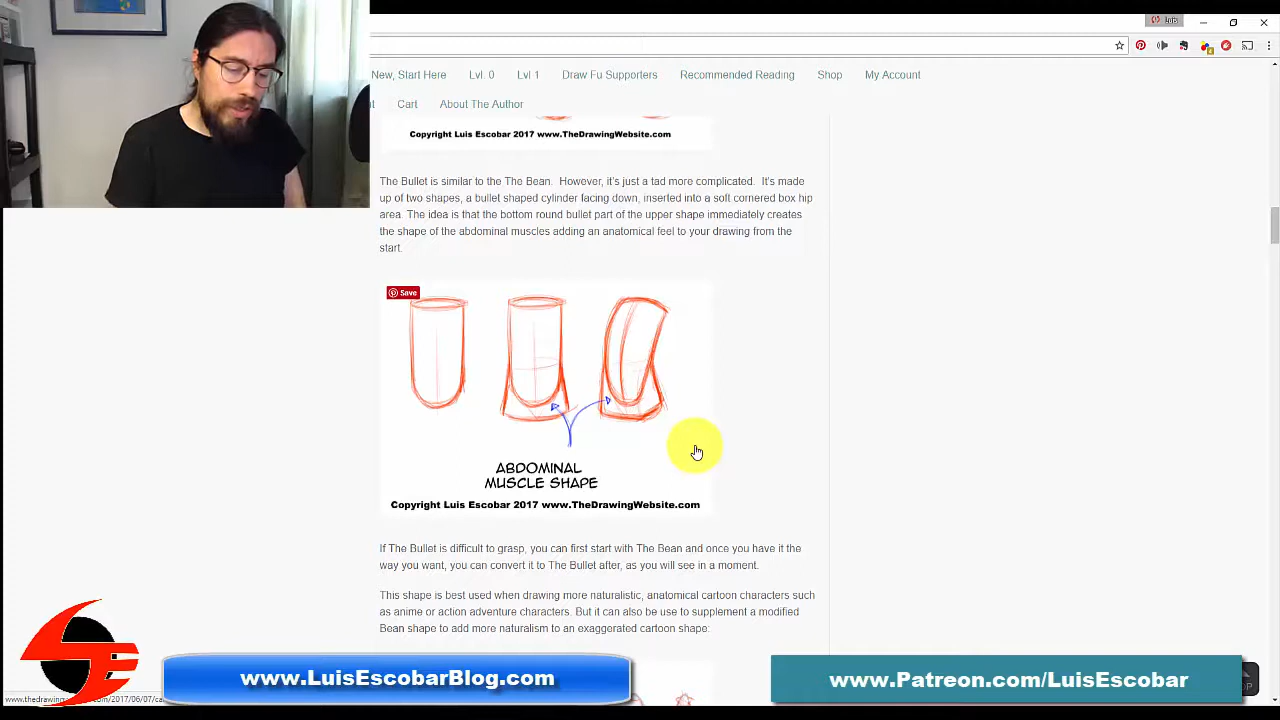 Luis
New, Start Here Lvl. 0 Lvl 1 Draw Fu Supporters Recommended Reading Shop My Account
Cart About The Author
Copyright Luis Escobar 2017 www.TheDrawingWebsite.com
The Bullet is similar to the The Bean. However, it's just a tad more complicated. It's made
up of two shapes, a bullet shaped cylinder facing down, inserted into a soft cornered box hip
area. The idea is that the bottom round bullet part of the upper shape immediately creates
the shape of the abdominal muscles adding an anatomical feel to your drawing from the
start.
Save
ABDOMINAL
MUSCLE SHAPE
Copyright Luis Escobar 2017 www.TheDrawingWebsite.com
If The Bullet is difficult to grasp, you can first start with The Bean and once you have it the
way you want, you can convert it to The Bullet after, as you will see in a moment.
This shape is best used when drawing more naturalistic, anatomical cartoon characters such
as anime or action adventure characters. But it can also be use to supplement a modified
Bean shape to add more naturalism to an exaggerated cartoon shape:
www.LuisEscobarBlog.com
www.Patreon.com/LuisEscobar